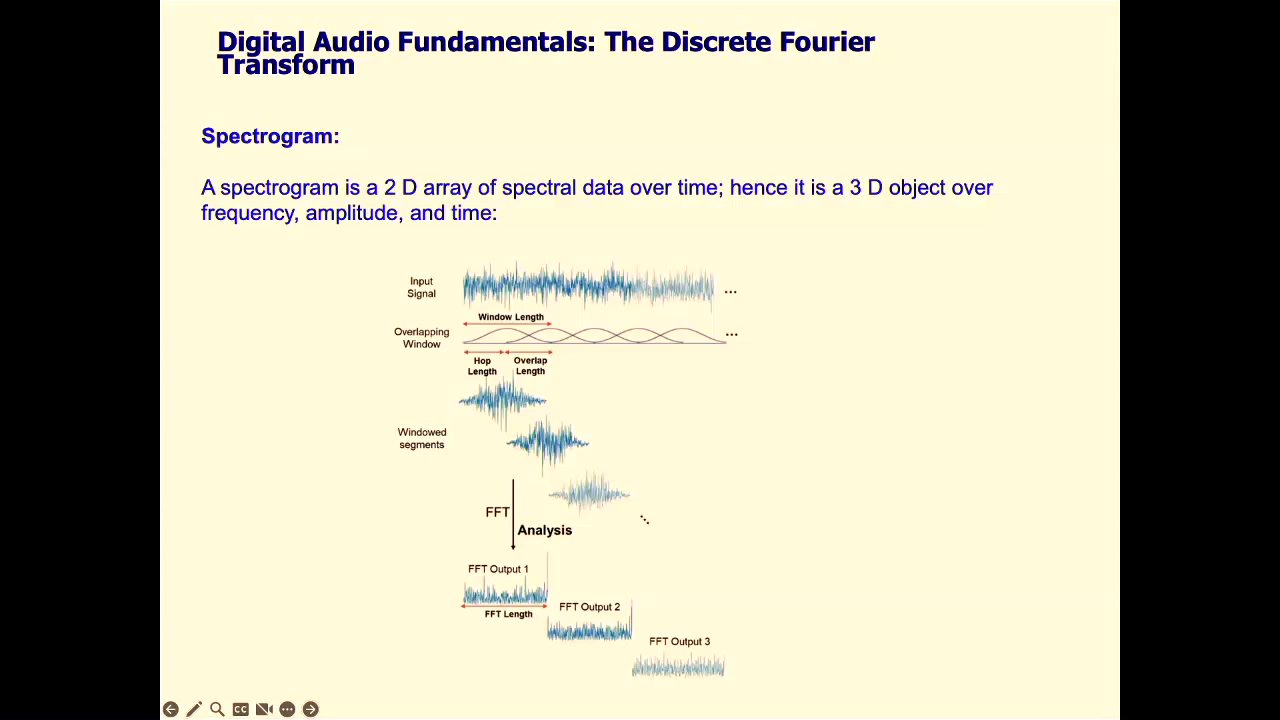 Digital Audio Fundamentals: The Discrete Fourier
Transform
Spectrogram:
A spectrogram is a 2 D array of spectral data over time; hence it is a 3 D object over
frequency, amplitude, and time:
Input
Signal
...
Window Length
Overlapping
Window
...
Hop
Length
Overlap
Length
Windowed
segments
...
FFT
Analysis
FFT Output 1
FFT Length
FFT Output 2
FFT Output 3
CC